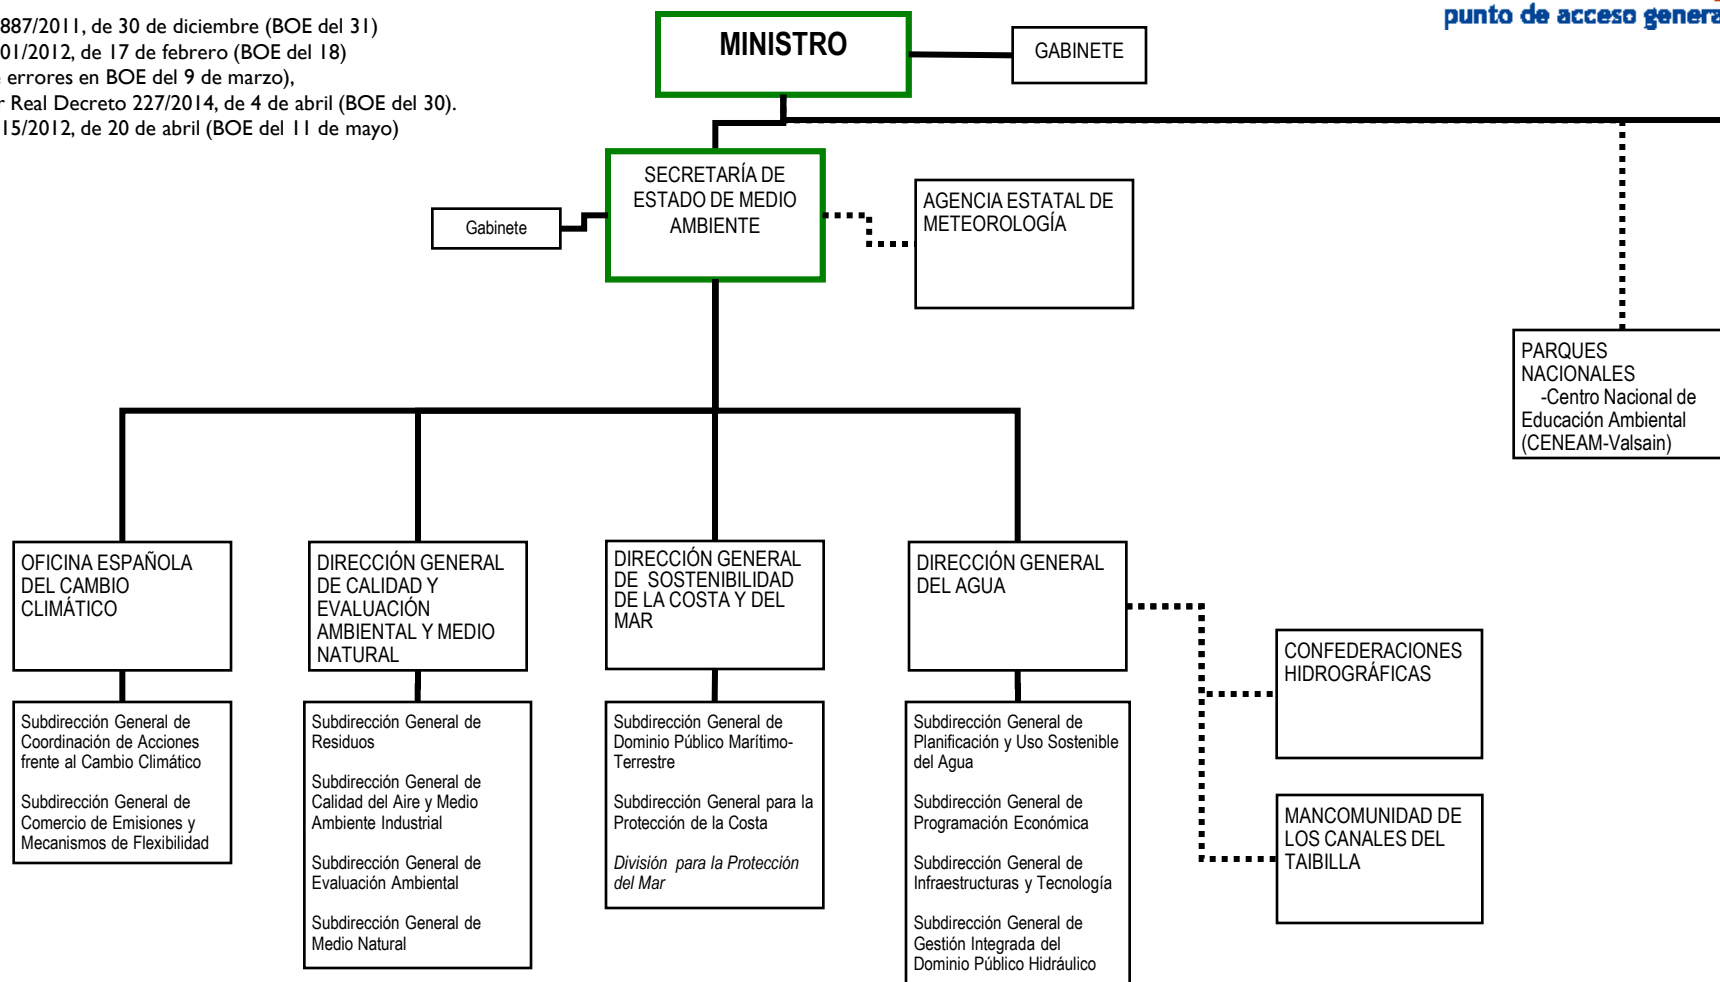 887/2011, de 30 de diciembre (BOE del 31)
01/2012, de 17 de febrero (BOE del 18)
errores en BOE del 9 de marzo),
r Real Decreto 227/2014, de 4 de abril (BOE del 30).
15/2012, de 20 de abril (BOE del 11 de mayo)
punto de acceso genera
MINISTRO
GABINETE
SECRETARÍA DE
ESTADO DE MEDIO
AMBIENTE
Gabinete
AGENCIA ESTATAL DE
METEOROLOGÍA
PARQUES
NACIONALES
-Centro Nacional de
Educación Ambiental
(CENEAM-Valsain)
OFICINA ESPAÑOLA
DEL CAMBIO
CLIMÁTICO
DIRECCIÓN GENERAL
DE CALIDAD Y
EVALUACIÓN
AMBIENTAL Y MEDIO
NATURAL
DIRECCIÓN GENERAL
DE SOSTENIBILIDAD
DE LA COSTA Y DEL
MAR
DIRECCIÓN GENERAL
DEL AGUA
CONFEDERACIONES
HIDROGRÁFICAS
MANCOMUNIDAD DE
LOS CANALES DEL
TAIBILLA
Subdirección General de
Coordinación de Acciones
frente al Cambio Climático
Subdirección General de
Comercio de Emisiones y
Mecanismos de Flexibilidad
Subdirección General de
Residuos
Subdirección General de
Calidad del Aire y Medio
Ambiente Industrial
Subdirección General de
Evaluación Ambiental
Subdirección General de
Medio Natural
Subdirección General de
Dominio Público Marítimo-
Terrestre
Subdirección General para la
Protección de la Costa
División para la Protección
del Mar
Subdirección General de
Planificación y Uso Sostenible
del Agua
Subdirección General de
Programación Económica
Subdirección General de
Infraestructuras y Tecnología
Subdirección General de
Gestión Integrada del
Dominio Público Hidráulico